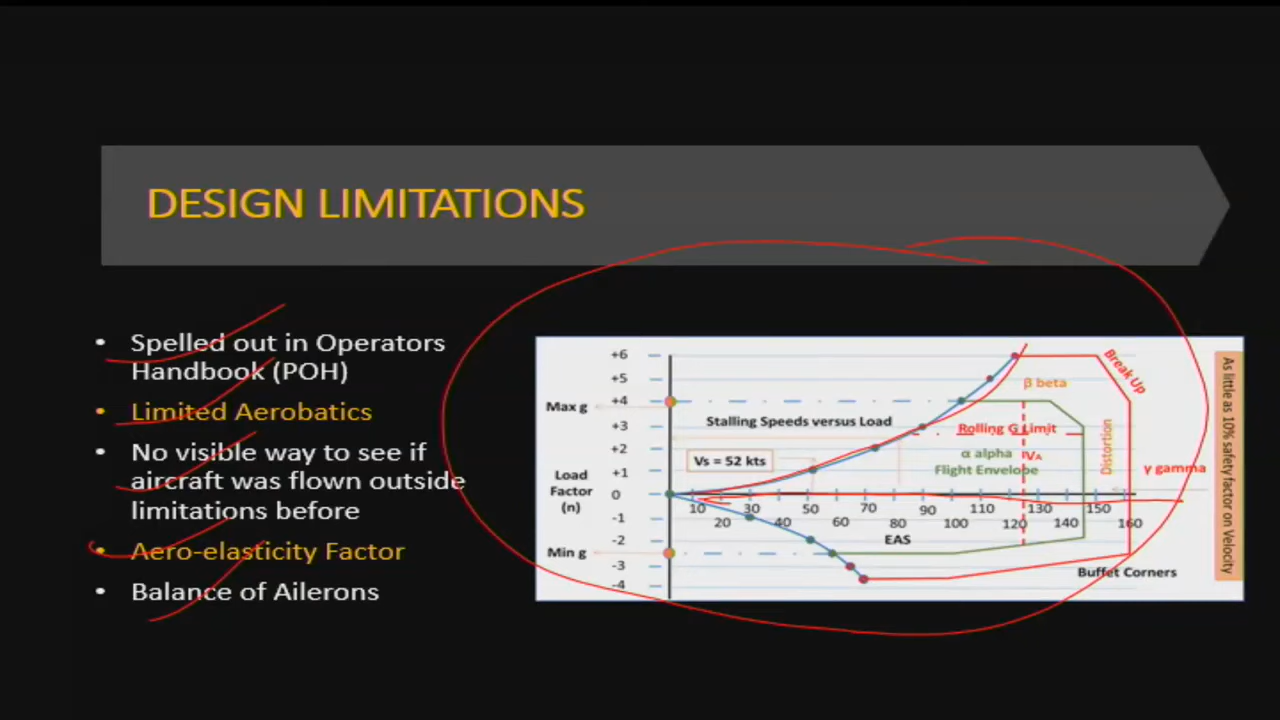 DESIGN LIMITATIONS
• Spelled out in Operators
Handbook (POH)
• Limited Aerobatics
• No visible way to see if
aircraft was flown outside
limitations before
• Aero-elasticity Factor
• Balance of Ailerons
+6
+5
+4
Max g
+3
+2
+1
Load
Factor
(n)
0
-1
-2
Min g
-3
-4
Stalling Speeds versus Load
Vs = 52 kts
β beta
Rolling G Limit
α alpha
Flight Envelope
VA
Break Up
Distortion
γ gamma
10 30 50 70 90 110 130 150
20 40 60 80 100 120 140 160
EAS
Buffet Corners
As little as 10% safety factor on Velocity